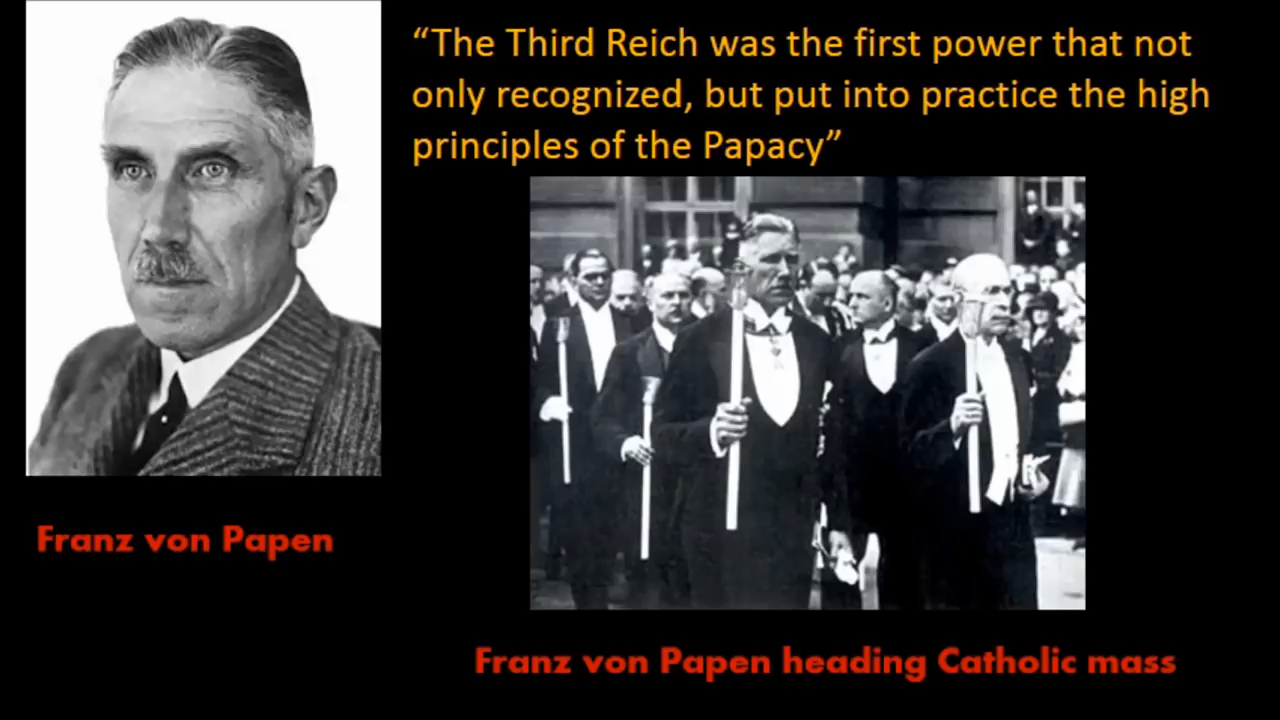 “The Third Reich was the first power that not
only recognized, but put into practice the high
principles of the Papacy”
Franz von Papen
Franz von Papen heading Catholic mass